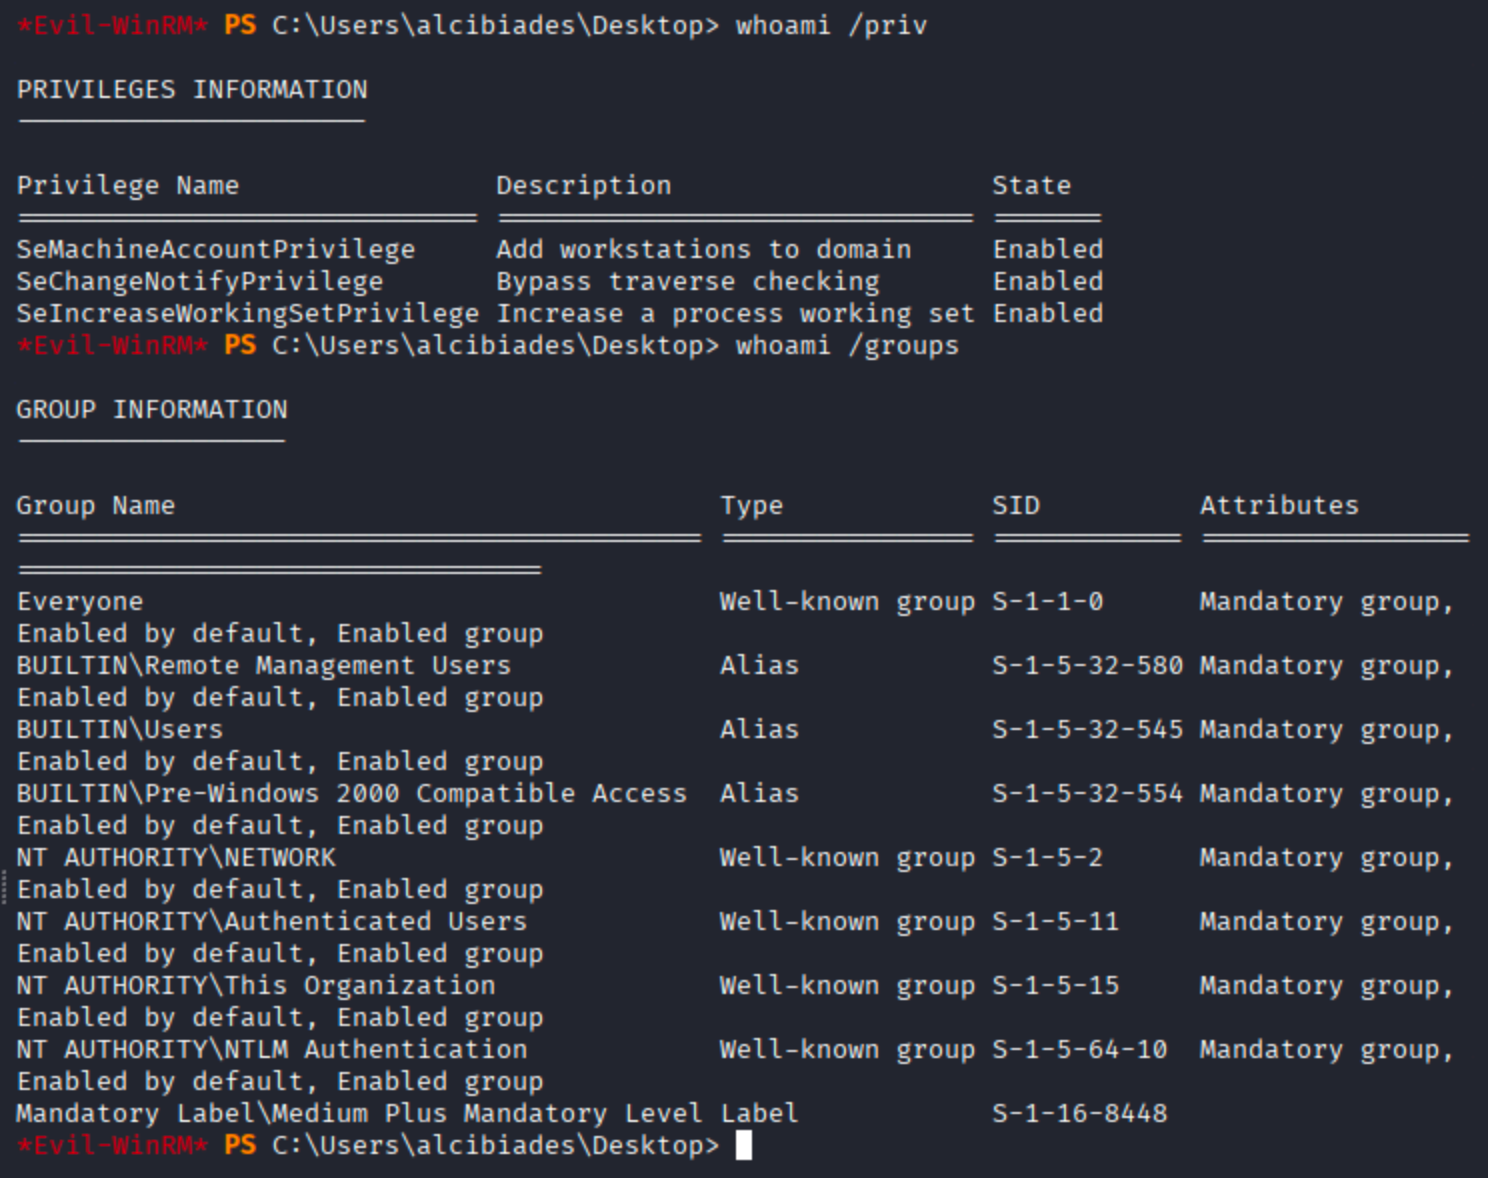 *Evil-WinRM* PS C:\Users\alcibiades\Desktop> whoami /priv
PRIVILEGES INFORMATION
----------------------
Privilege Name                Description                    State
============================= ============================== =======
SeMachineAccountPrivilege     Add workstations to domain     Enabled
SeChangeNotifyPrivilege       Bypass traverse checking       Enabled
SeIncreaseWorkingSetPrivilege Increase a process working set Enabled
*Evil-WinRM* PS C:\Users\alcibiades\Desktop> whoami /groups
GROUP INFORMATION
-----------------
Group Name                                  Type             SID          Attributes
=========================================== ================ ============ =================
=================================
Everyone                                    Well-known group S-1-1-0      Mandatory group,
Enabled by default, Enabled group
BUILTIN\Remote Management Users             Alias            S-1-5-32-580 Mandatory group,
Enabled by default, Enabled group
BUILTIN\Users                               Alias            S-1-5-32-545 Mandatory group,
Enabled by default, Enabled group
BUILTIN\Pre-Windows 2000 Compatible Access  Alias            S-1-5-32-554 Mandatory group,
Enabled by default, Enabled group
NT AUTHORITY\NETWORK                        Well-known group S-1-5-2      Mandatory group,
Enabled by default, Enabled group
NT AUTHORITY\Authenticated Users            Well-known group S-1-5-11     Mandatory group,
Enabled by default, Enabled group
NT AUTHORITY\This Organization              Well-known group S-1-5-15     Mandatory group,
Enabled by default, Enabled group
NT AUTHORITY\NTLM Authentication            Well-known group S-1-5-64-10  Mandatory group,
Enabled by default, Enabled group
Mandatory Label\Medium Plus Mandatory Level Label            S-1-16-8448
*Evil-WinRM* PS C:\Users\alcibiades\Desktop>